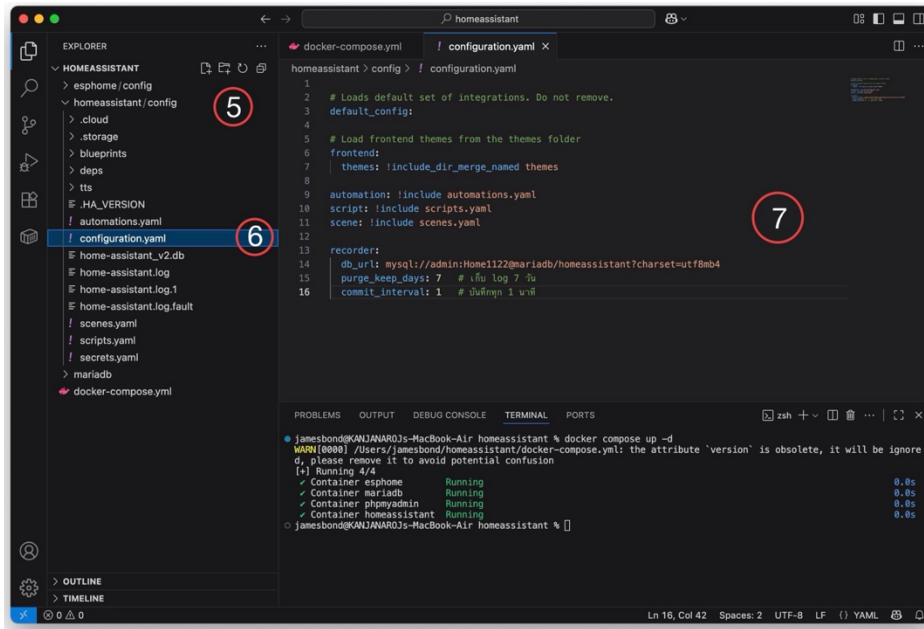 homeassistant
EXPLORER
HOMEASSISTANT
esphome/config
homeassistant/config
.cloud
.storage
blueprints
deps
tts
.HA_VERSION
automations.yaml
configuration.yaml
home-assistant_v2.db
home-assistant.log
home-assistant.log.1
home-assistant.log.fault
scenes.yaml
scripts.yaml
secrets.yaml
mariadb
docker-compose.yml
OUTLINE
TIMELINE
5
6
docker-compose.yml
configuration.yaml
homeassistant > config > ! configuration.yaml
1
2 # Loads default set of integrations. Do not remove.
3 default_config:
4
5 # Load frontend themes from the themes folder
6 frontend:
7 themes: !include_dir_merge_named themes
8
9 automation: !include automations.yaml
10 script: !include scripts.yaml
11 scene: !include scenes.yaml
12
13 recorder:
14 db_url: mysql://admin:Home1122@mariadb/homeassistant?charset=utf8mb4
15 purge_keep_days: 7 # เก็บ log 7 วัน
16 commit_interval: 1 # บันทึกทุก 1 นาที
7
PROBLEMS OUTPUT DEBUG CONSOLE TERMINAL PORTS
zsh
jamesbond@KANJANAROJs-MacBook-Air homeassistant % docker compose up -d
WARN[0000] /Users/jamesbond/homeassistant/docker-compose.yml: the attribute `version` is obsolete, it will be ignore
d, please remove it to avoid potential confusion
[+] Running 4/4
✔ Container esphome Running 0.0s
✔ Container mariadb Running 0.0s
✔ Container phpmyadmin Running 0.0s
✔ Container homeassistant Running 0.0s
jamesbond@KANJANAROJs-MacBook-Air homeassistant %
0 0 Ln 16, Col 42 Spaces: 2 UTF-8 LF {} YAML